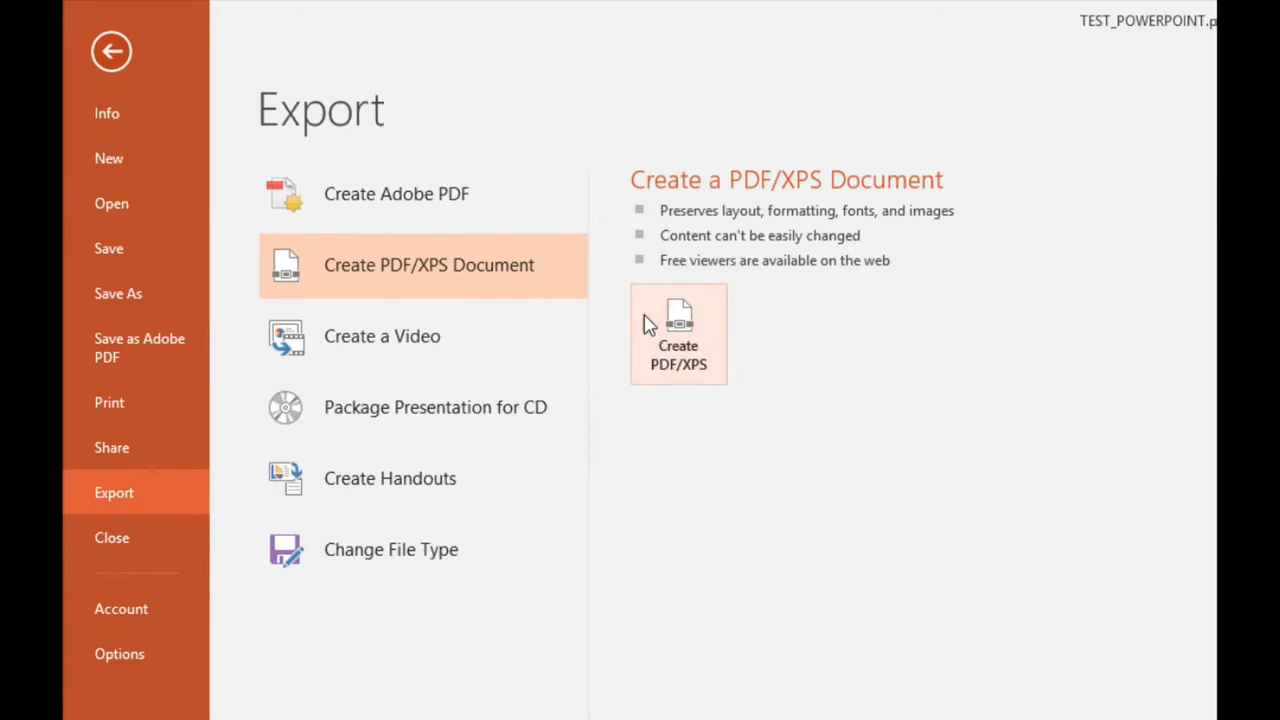 TEST_POWERPOINT.p
Info
New
Open
Save
Save As
Save as Adobe
PDF
Print
Share
Export
Close
Account
Options
Export
Create Adobe PDF
Create PDF/XPS Document
Create a Video
Package Presentation for CD
Create Handouts
Change File Type
Create a PDF/XPS Document
Preserves layout, formatting, fonts, and images
Content can't be easily changed
Free viewers are available on the web
Create
PDF/XPS